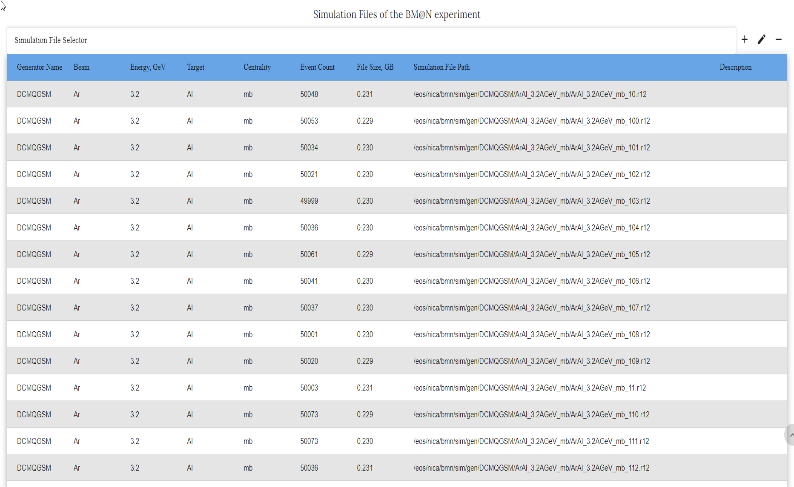 Simulation Files of the BM@N experiment
Simulation File Selector
Generator Name Beam Energy, GeV Target Centrality Event Count File Size, GB Simulation File Path Description
DCMQGSM Ar 3.2 Al mb 50048 0.231 /eos/nica/bmn/sim/gen/DCMQGSM/ArAl_3.2AGeV_mb/ArAl_3.2AGeV_mb_10.r12
DCMQGSM Ar 3.2 Al mb 50053 0.229 /eos/nica/bmn/sim/gen/DCMQGSM/ArAl_3.2AGeV_mb/ArAl_3.2AGeV_mb_100.r12
DCMQGSM Ar 3.2 Al mb 50034 0.230 /eos/nica/bmn/sim/gen/DCMQGSM/ArAl_3.2AGeV_mb/ArAl_3.2AGeV_mb_101.r12
DCMQGSM Ar 3.2 Al mb 50021 0.230 /eos/nica/bmn/sim/gen/DCMQGSM/ArAl_3.2AGeV_mb/ArAl_3.2AGeV_mb_102.r12
DCMQGSM Ar 3.2 Al mb 49999 0.230 /eos/nica/bmn/sim/gen/DCMQGSM/ArAl_3.2AGeV_mb/ArAl_3.2AGeV_mb_103.r12
DCMQGSM Ar 3.2 Al mb 50036 0.230 /eos/nica/bmn/sim/gen/DCMQGSM/ArAl_3.2AGeV_mb/ArAl_3.2AGeV_mb_104.r12
DCMQGSM Ar 3.2 Al mb 50061 0.229 /eos/nica/bmn/sim/gen/DCMQGSM/ArAl_3.2AGeV_mb/ArAl_3.2AGeV_mb_105.r12
DCMQGSM Ar 3.2 Al mb 50041 0.230 /eos/nica/bmn/sim/gen/DCMQGSM/ArAl_3.2AGeV_mb/ArAl_3.2AGeV_mb_106.r12
DCMQGSM Ar 3.2 Al mb 50037 0.230 /eos/nica/bmn/sim/gen/DCMQGSM/ArAl_3.2AGeV_mb/ArAl_3.2AGeV_mb_107.r12
DCMQGSM Ar 3.2 Al mb 50001 0.230 /eos/nica/bmn/sim/gen/DCMQGSM/ArAl_3.2AGeV_mb/ArAl_3.2AGeV_mb_108.r12
DCMQGSM Ar 3.2 Al mb 50020 0.229 /eos/nica/bmn/sim/gen/DCMQGSM/ArAl_3.2AGeV_mb/ArAl_3.2AGeV_mb_109.r12
DCMQGSM Ar 3.2 Al mb 50003 0.231 /eos/nica/bmn/sim/gen/DCMQGSM/ArAl_3.2AGeV_mb/ArAl_3.2AGeV_mb_11.r12
DCMQGSM Ar 3.2 Al mb 50073 0.229 /eos/nica/bmn/sim/gen/DCMQGSM/ArAl_3.2AGeV_mb/ArAl_3.2AGeV_mb_110.r12
DCMQGSM Ar 3.2 Al mb 50073 0.230 /eos/nica/bmn/sim/gen/DCMQGSM/ArAl_3.2AGeV_mb/ArAl_3.2AGeV_mb_111.r12
DCMQGSM Ar 3.2 Al mb 50036 0.231 /eos/nica/bmn/sim/gen/DCMQGSM/ArAl_3.2AGeV_mb/ArAl_3.2AGeV_mb_112.r12